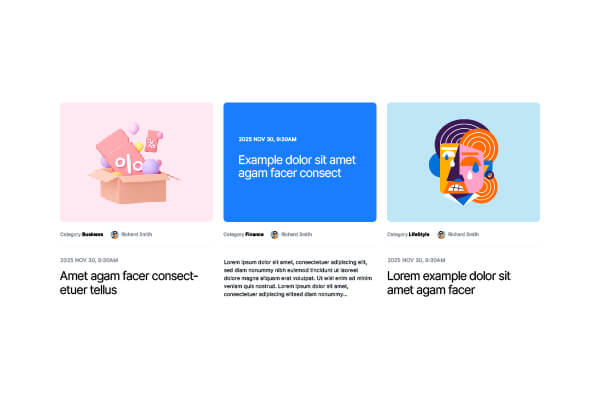 %
2025 NOV 30, 9:30AM
Example dolor sit amet
agam facer consect
Category Business Richard Smith
Category Finance Richard Smith
Category LifeStyle Richard Smith
2025 NOV 30, 9:30AM
Amet agam facer consect-
etuer tellus
Lorem ipsum dolor sit amet, consectetuer adipiscing elit,
sed diam nonummy nibh euismod tincidunt ut laoreet
dolore magna aliquam erat volutpat. Ut wisi enim ad minim
veniam quis nostrud. Lorem ipsum dolor sit amet,
consectetuer adipiscing elitsed diam nonummy...
2025 NOV 30, 9:30AM
Lorem example dolor sit
amet agam facer